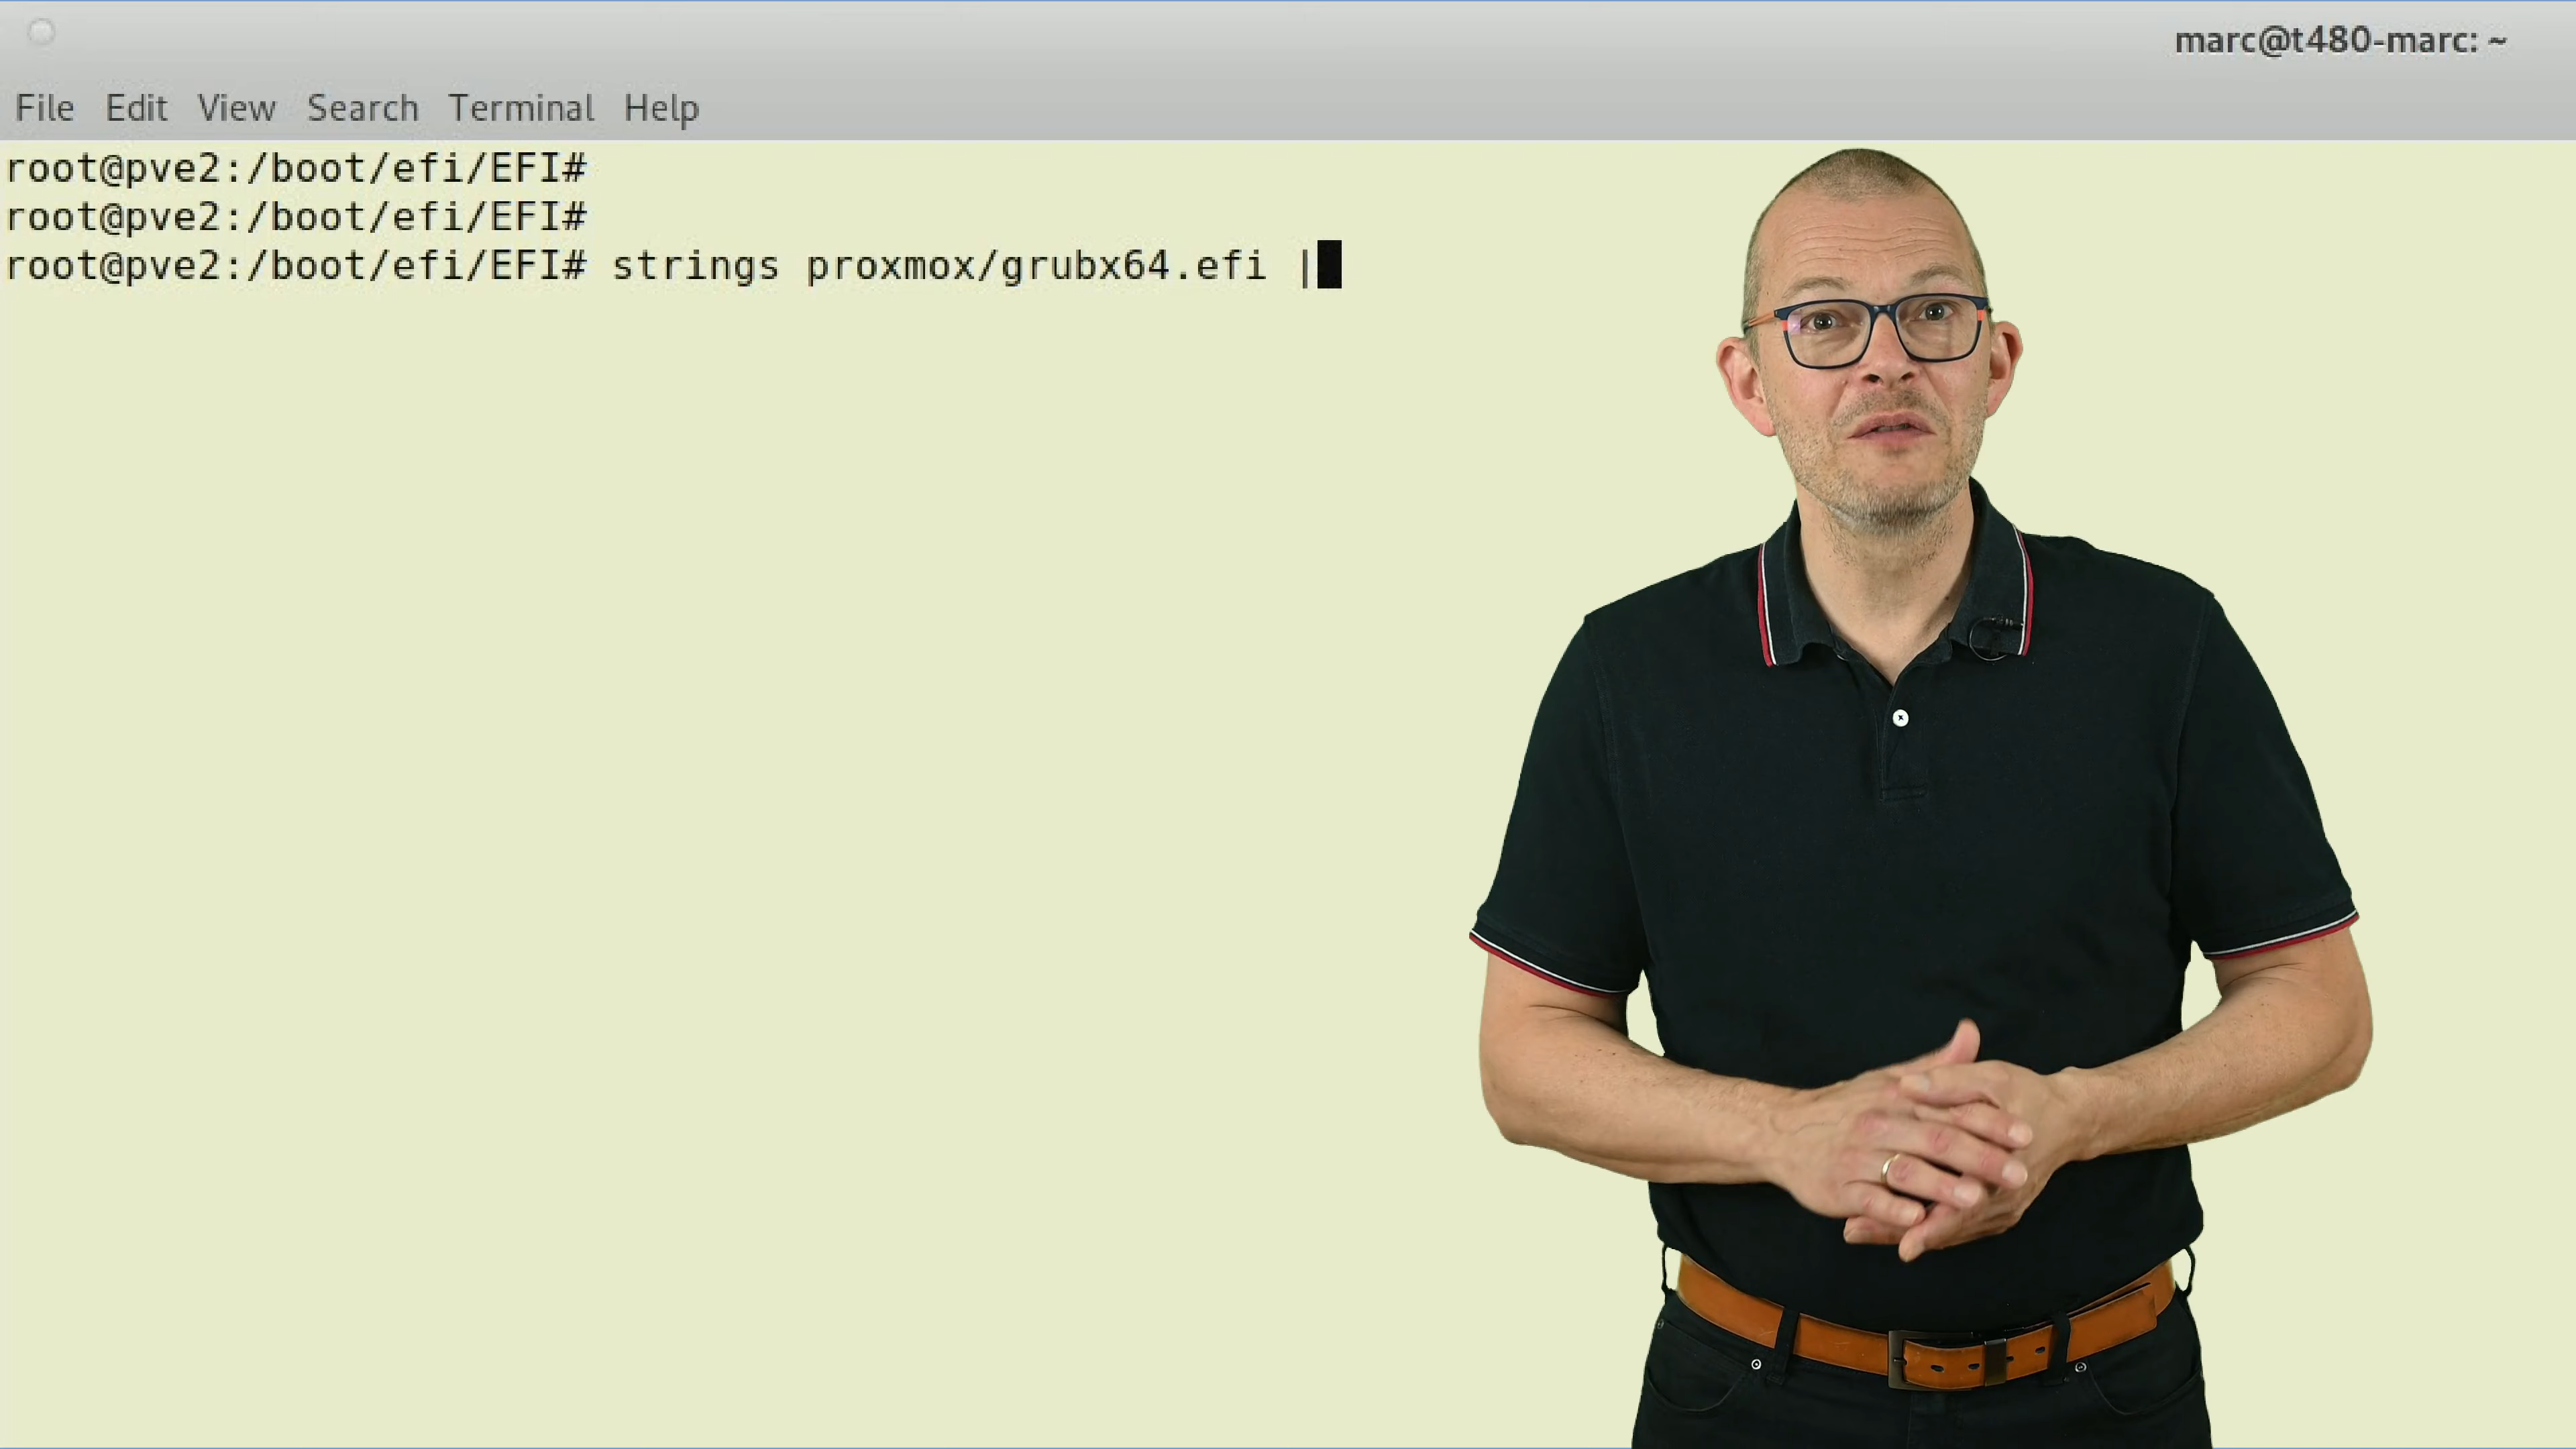 marc@t480-marc: ~
File Edit View Search Terminal Help
root@pve2:/boot/efi/EFI#
root@pve2:/boot/efi/EFI#
root@pve2:/boot/efi/EFI# strings proxmox/grubx64.efi |